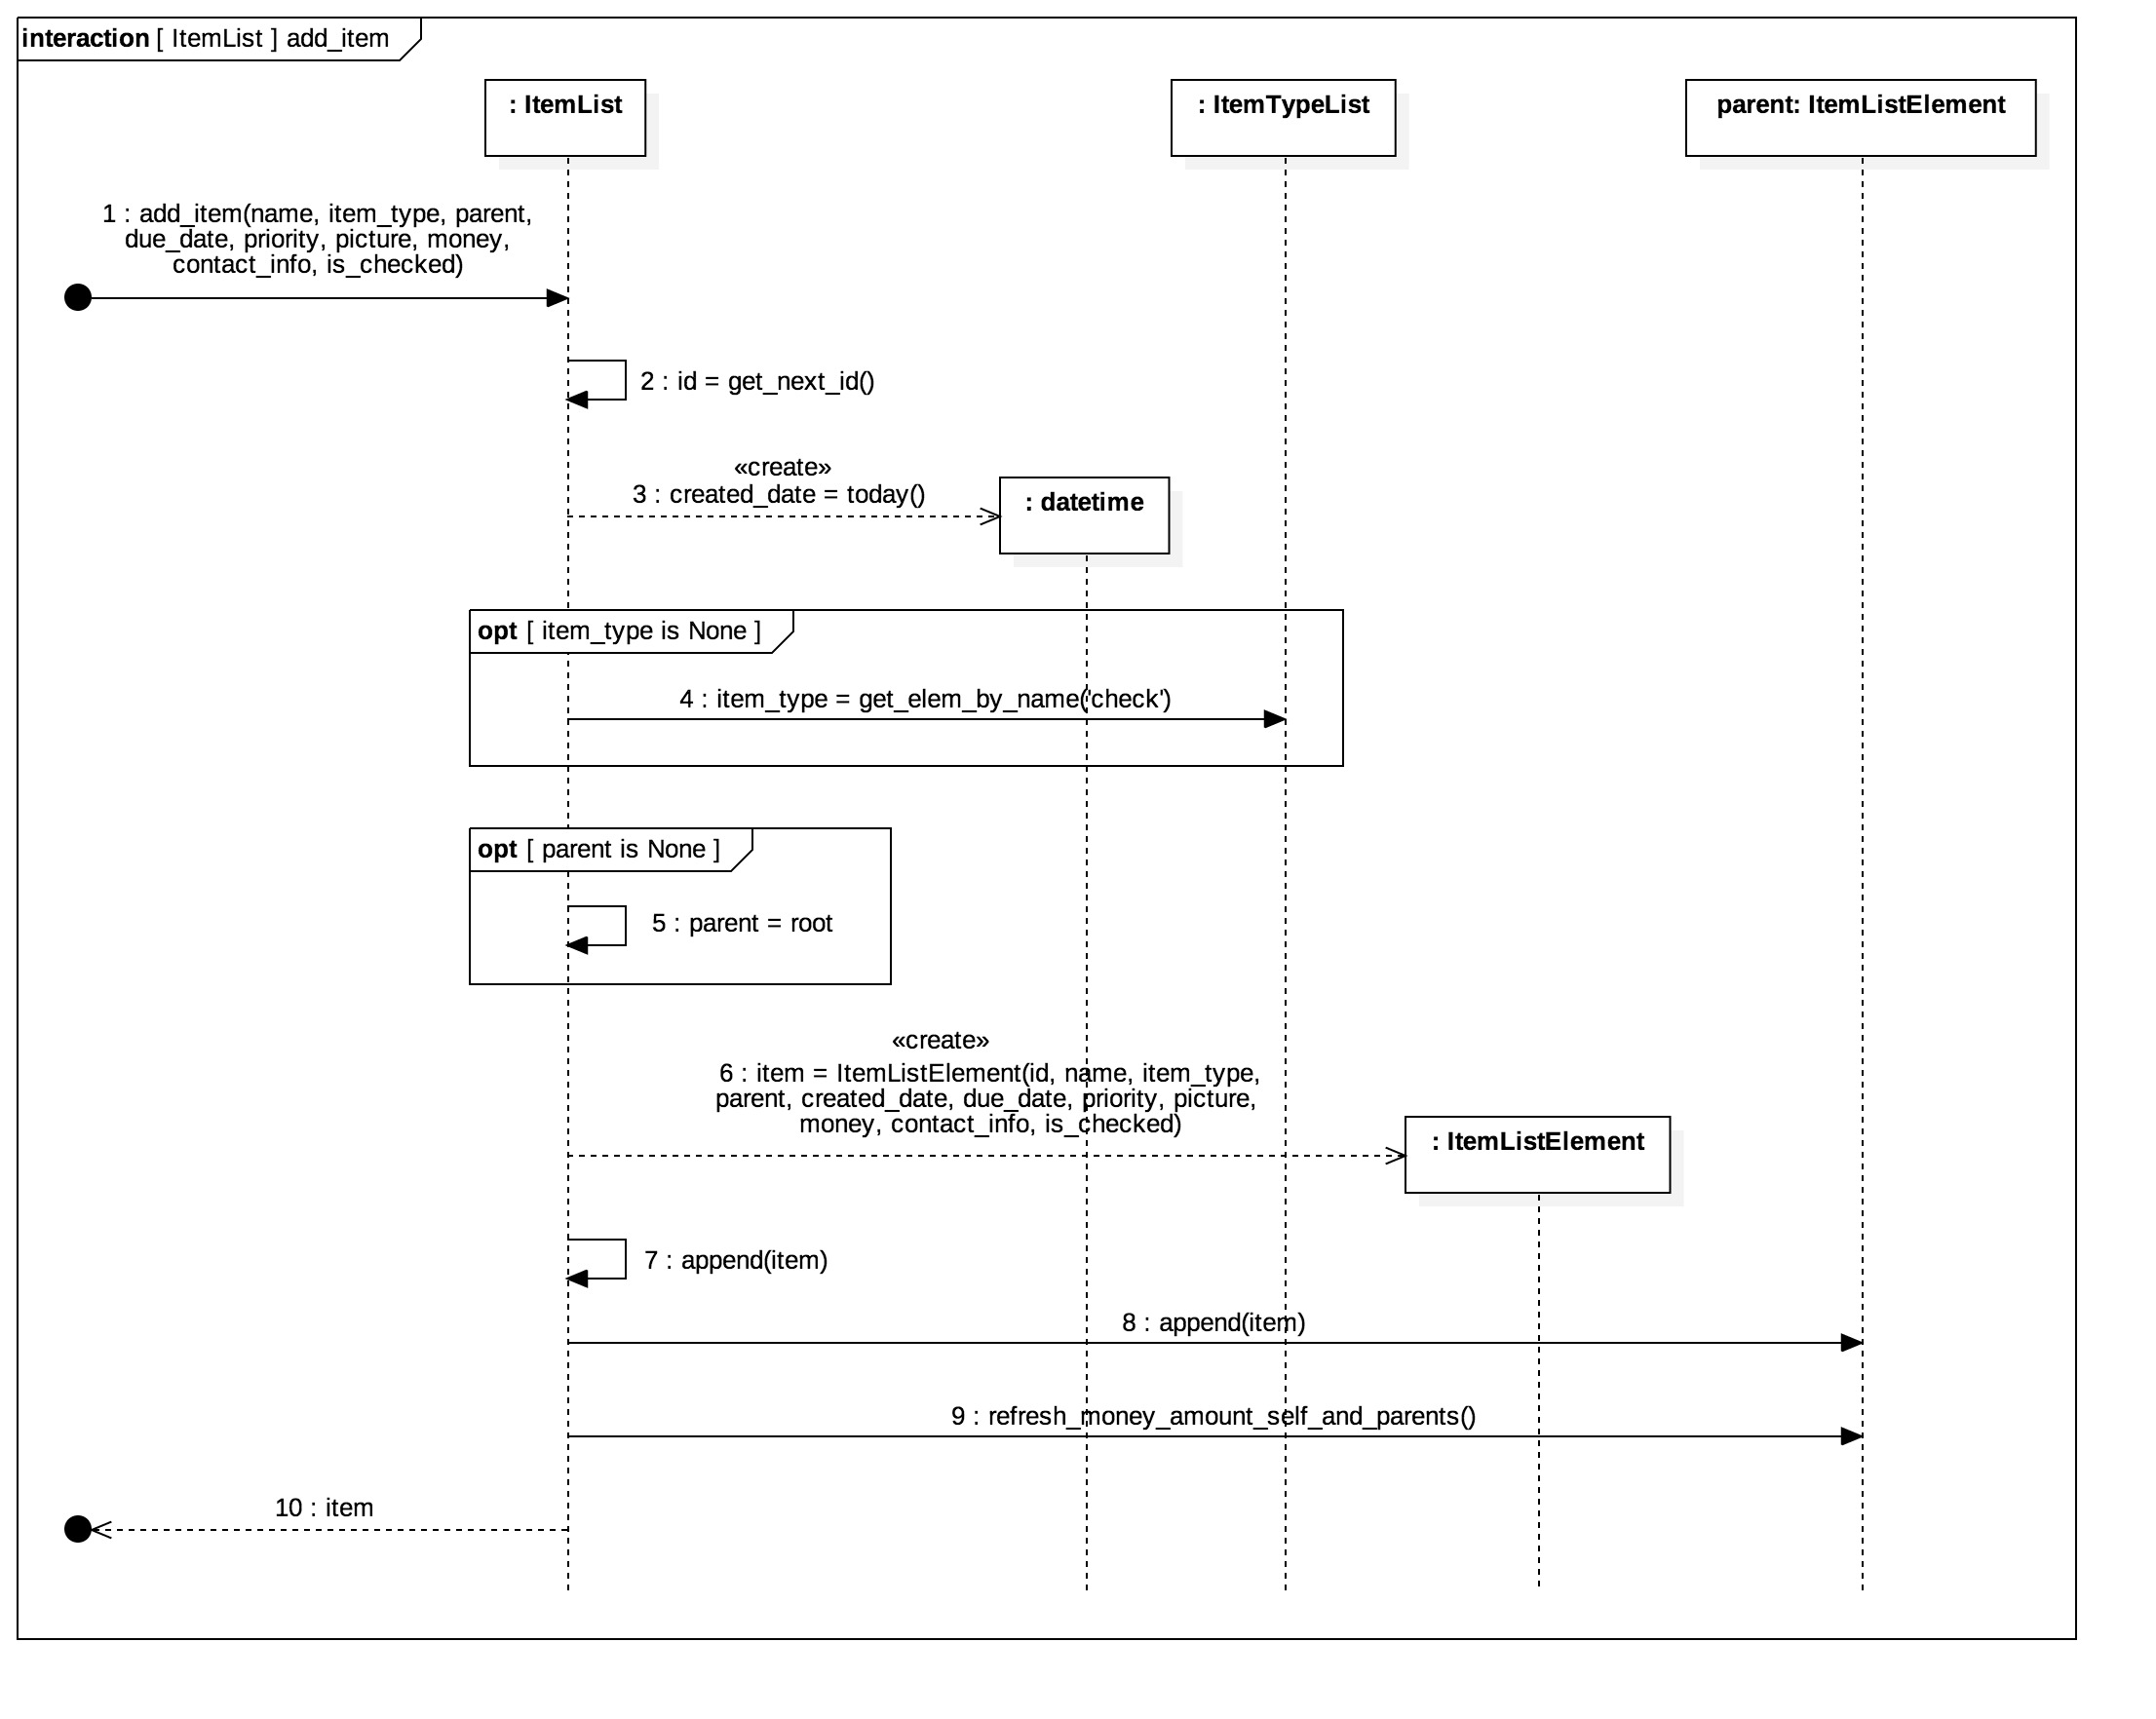 interaction [ ItemList ] add_item
: ItemList
: ItemTypeList
parent: ItemListElement
1 : add_item(name, item_type, parent,
due_date, priority, picture, money,
contact_info, is_checked)
2 : id = get_next_id()
«create»
3 : created_date = today()
: datetime
opt [ item_type is None ]
4 : item_type = get_elem_by_name('check')
opt [ parent is None ]
5 : parent = root
«create»
6 : item = ItemListElement(id, name, item_type,
parent, created_date, due_date, priority, picture,
money, contact_info, is_checked)
: ItemListElement
7 : append(item)
8 : append(item)
9 : refresh_money_amount_self_and_parents()
10 : item